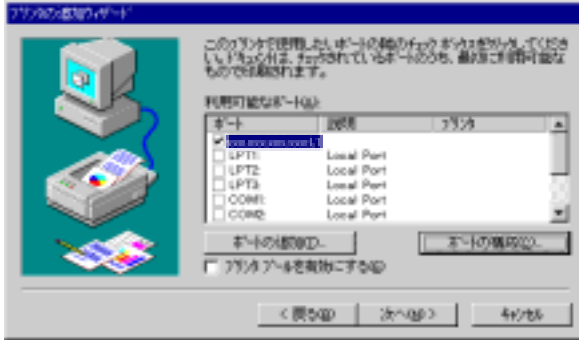 プリンタの追加ウィザード
このプリンタで使用したいポートの横のチェック ボックスをクリックしてくださ
い。ドキュメントは、チェックされているポートのうち、最初に利用可能な
もので印刷されます。
利用可能なポート(A):
ポート 説明 プリンタ
LPT1: Local Port
LPT2: Local Port
LPT3: Local Port
COM1: Local Port
COM2: Local Port
ポートの追加(T)... ポートの構成(C)...
プリンタ プールを有効にする(E)
< 戻る(B) 次へ(N) > キャンセル